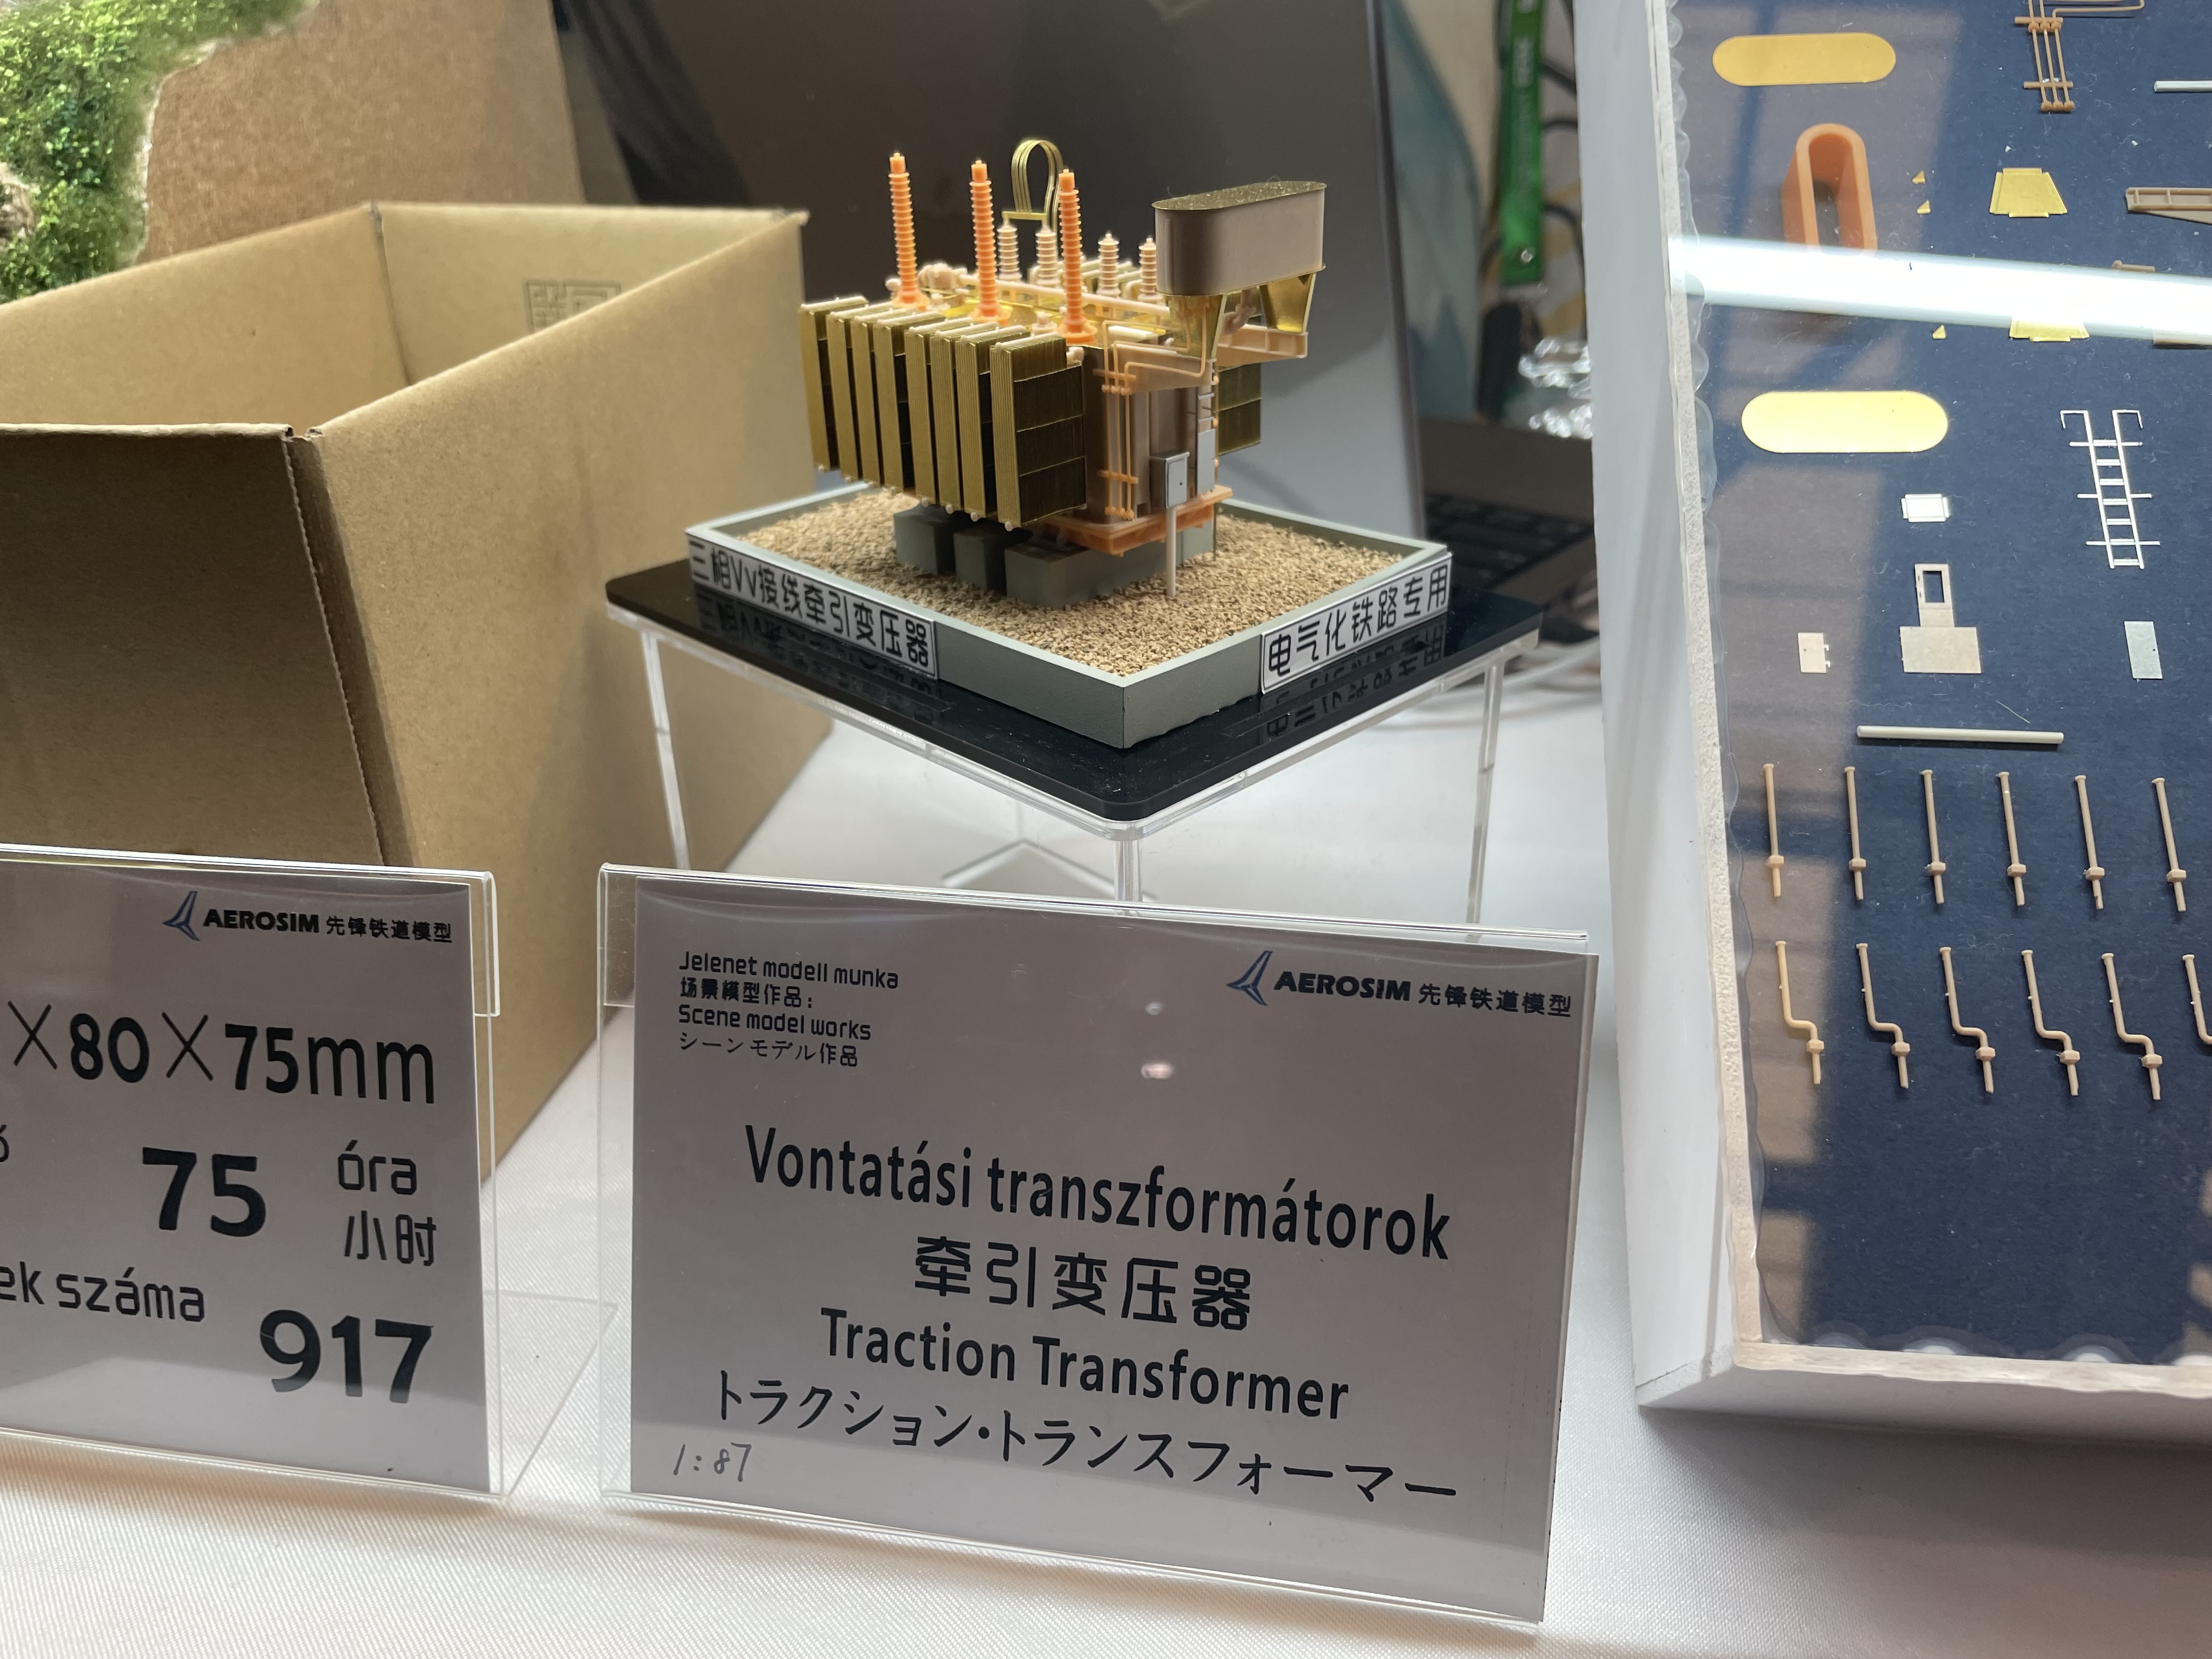 三相Vv接线牵引变压器
电气化铁路专用
AEROSIM 先锋铁道模型
×80×75mm
75 óra
小时
ek száma
917
AEROSIM 先锋铁道模型
Jelenet modell munka
场景模型作品：
Scene model works
シーンモデル作品
Vontatási transzformátorok
牵引变压器
Traction Transformer
トラクション・トランスフォーマー
1:87